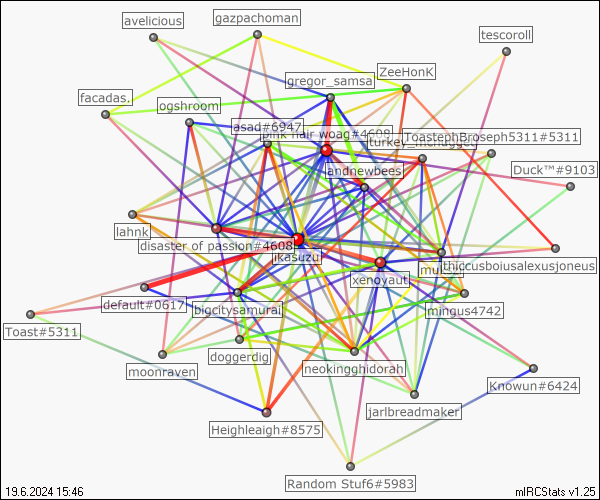 avelicious
gazpachoman
tescoroll
gregor_samsa
ZeeHonK
facadas.
ogshroom
asad#6947
pink hair woag#4608
turkey_mcnugget
ToastephBroseph5311#5311
andnewbees
Duck™#9103
lahnk
disaster of passion#4608
ikasuzu
xenoyaut
thiccusboiusalexusjoneus
default#0617
bigcitysamurai
mingus4742
Toast#5311
doggerdig
moonraven
neokingghidorah
Knowun#6424
jarlbreadmaker
Heighleaigh#8575
Random Stuf6#5983
19.6.2024 15:46
mIRCStats v1.25